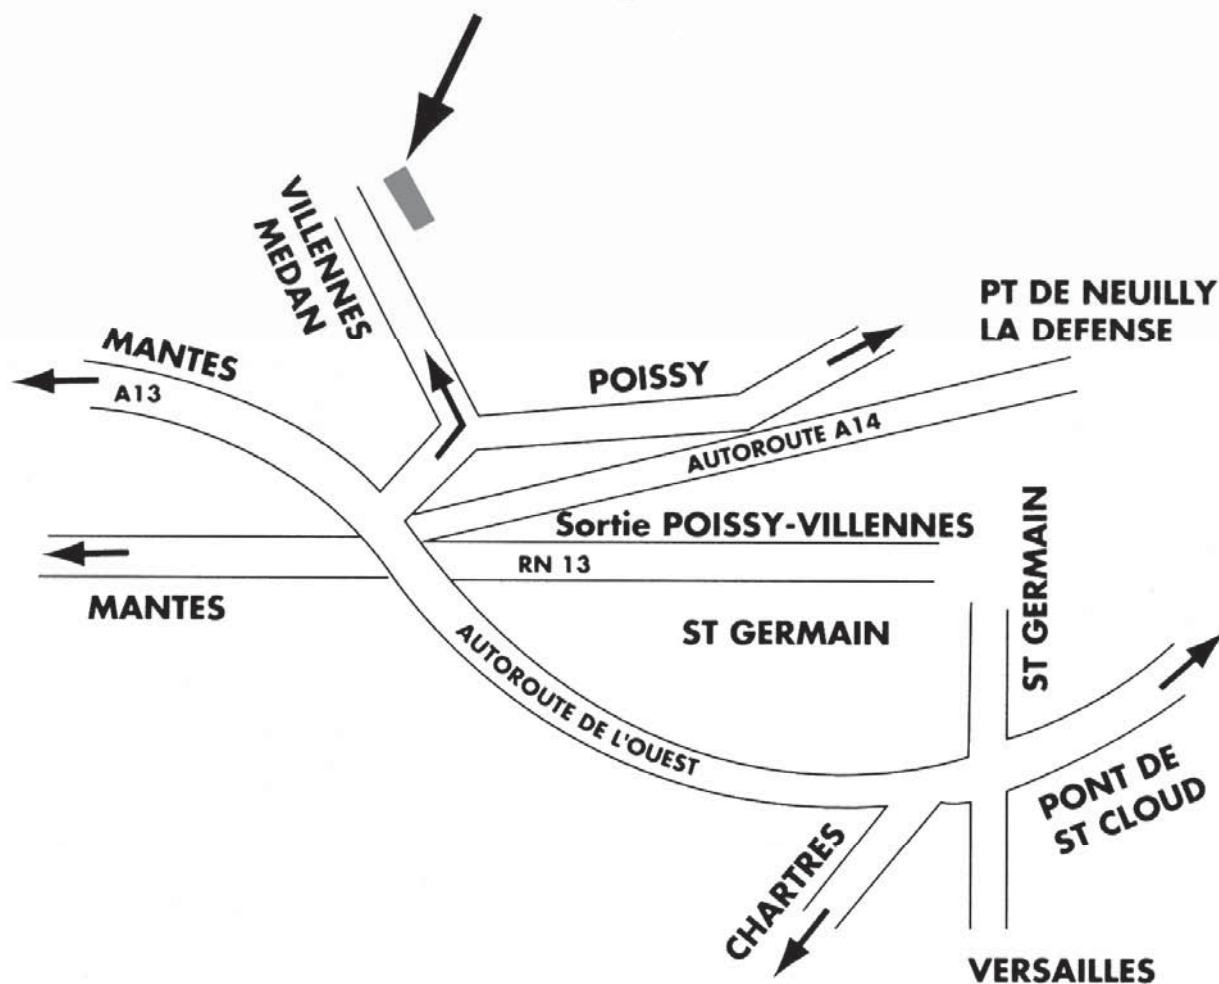 VILLENNES
MEDAN
PT DE NEUILLY
LA DEFENSE
MANTES
A13
POISSY
AUTOROUTE A14
Sortie POISSY-VILLENNES
RN 13
ST GERMAIN
MANTES
ST GERMAIN
AUTOROUTE DE L'OUEST
PONT DE
ST CLOUD
CHARTRES
VERSAILLES